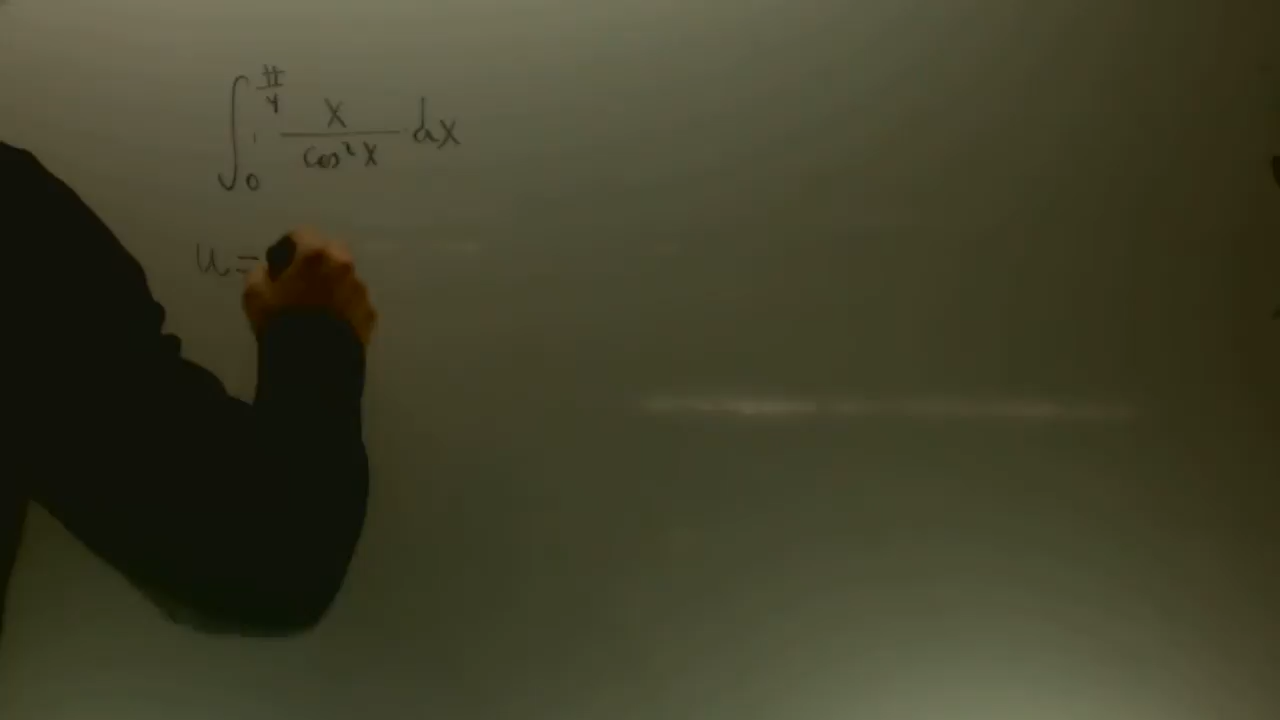 ∫₀^{π/4} x/cos²x dx
u=